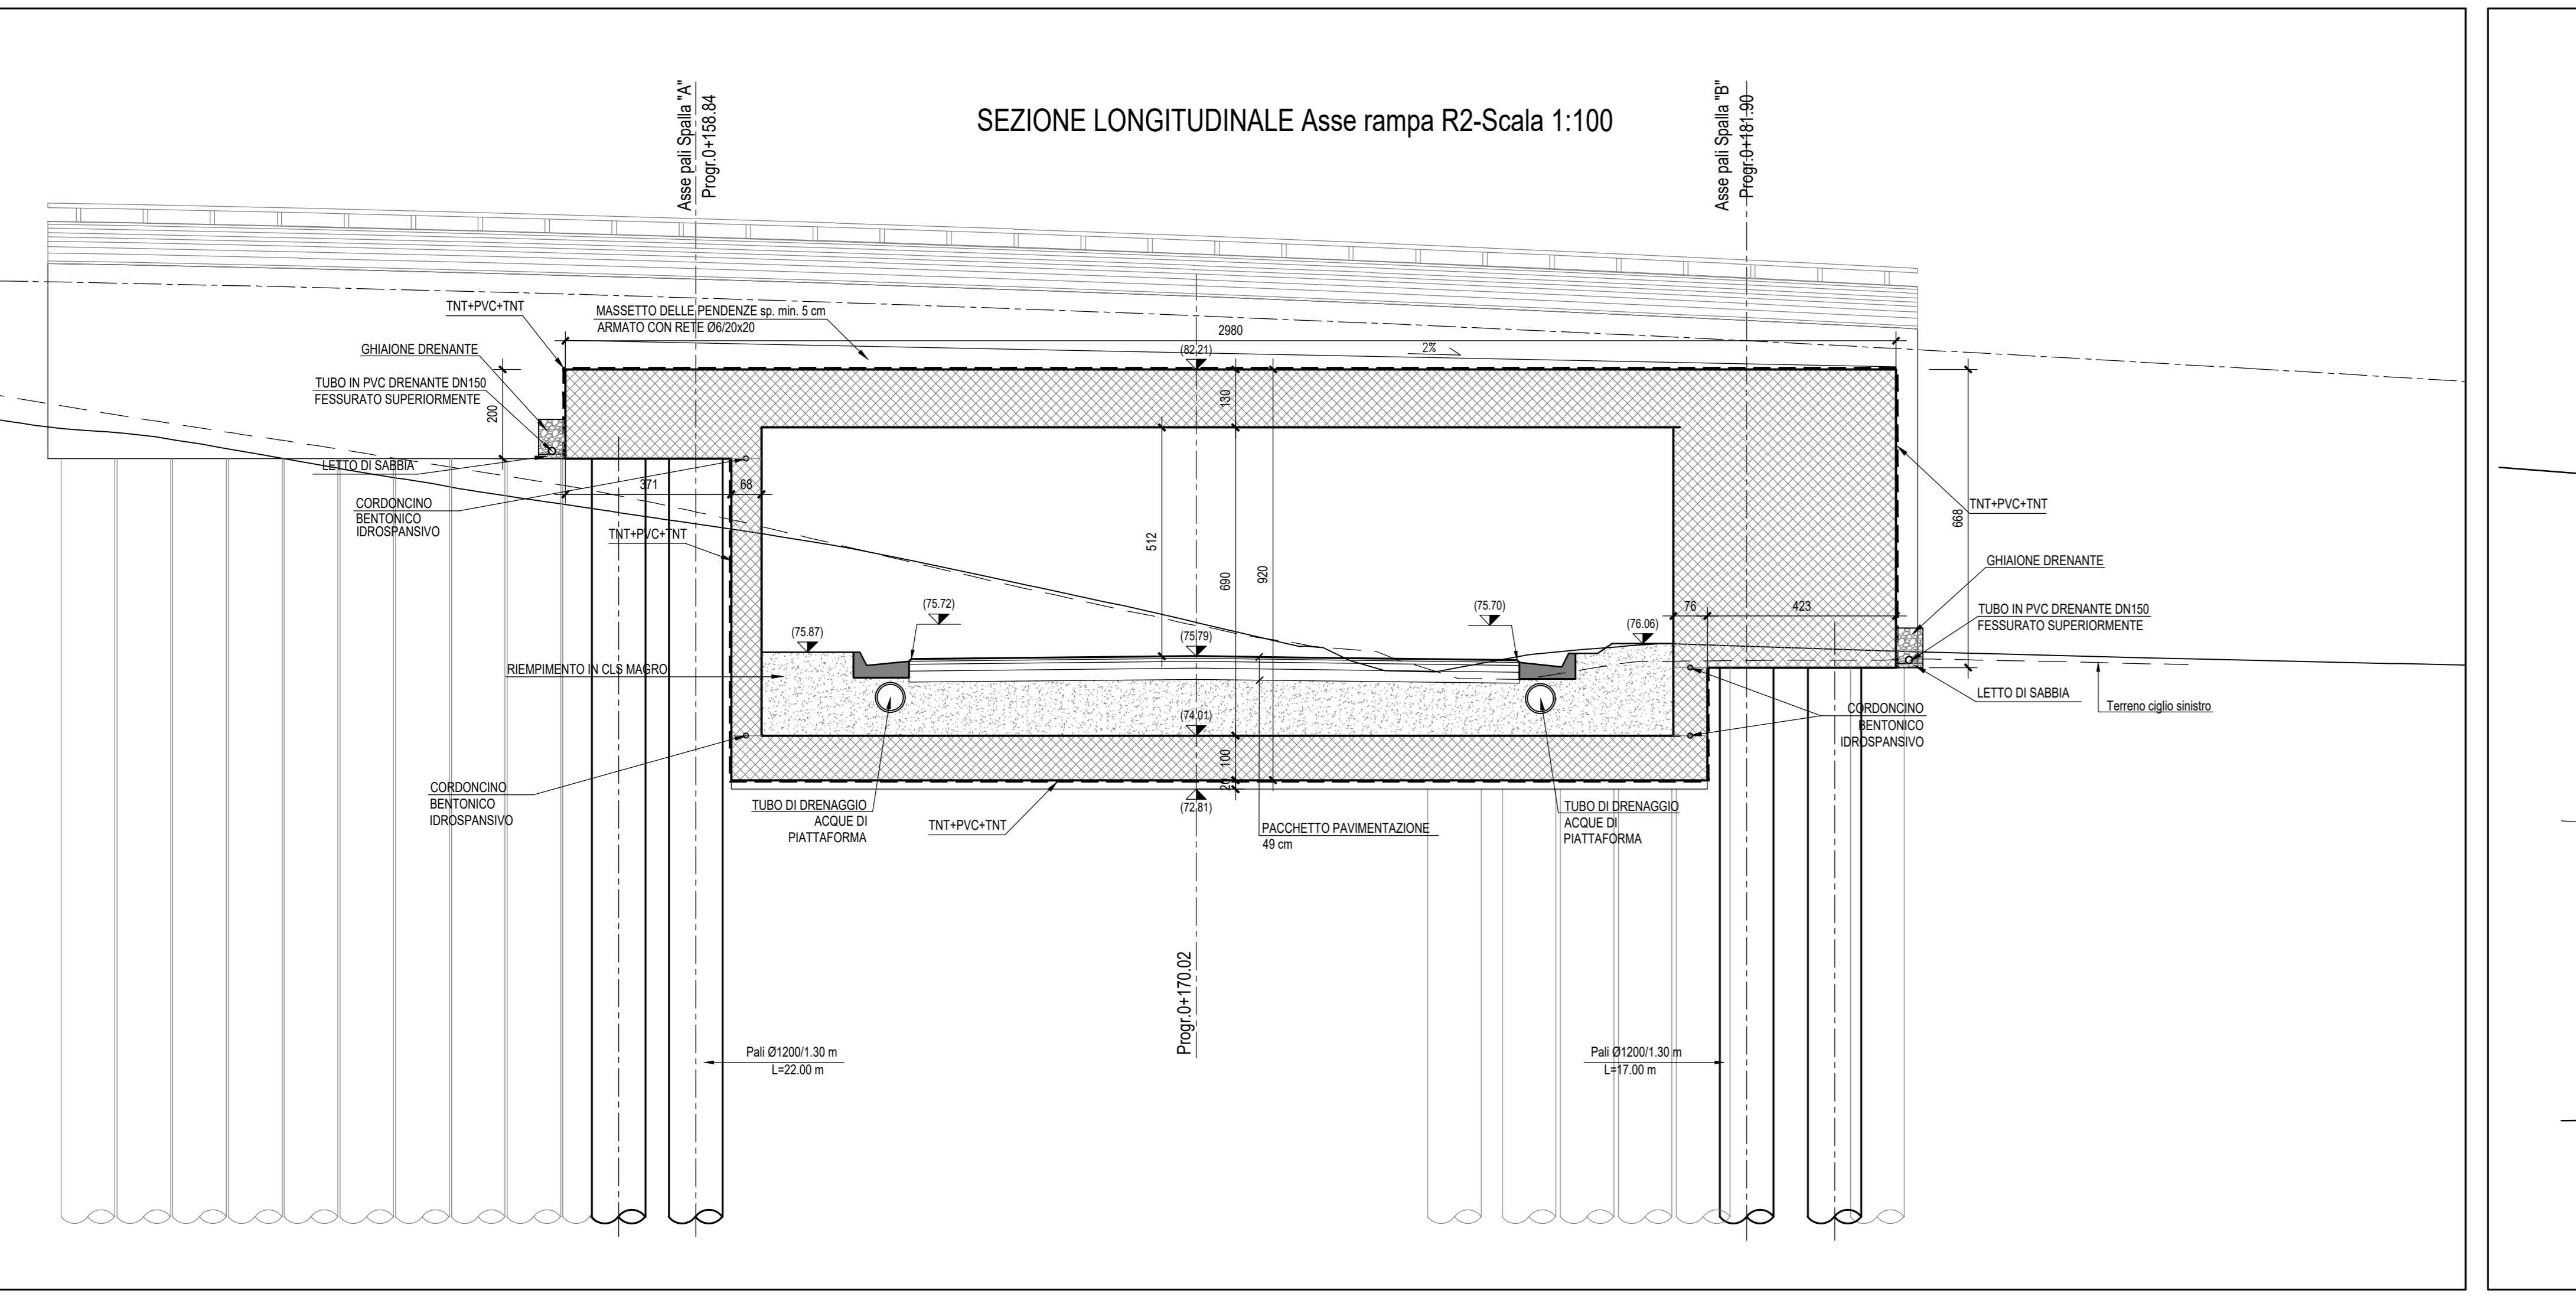 SEZIONE LONGITUDINALE Asse rampa R2-Scala 1:100
Asse pali Spalla "A"
Progr.0+158.84
Asse pali Spalla "B"
Progr.0+181.90
TNT+PVC+TNT
MASSETTO DELLE PENDENZE sp. min. 5 cm
ARMATO CON RETE Ø6/20x20
2980
2%
(82.21)
GHIAIONE DRENANTE
TUBO IN PVC DRENANTE DN150
FESSURATO SUPERIORMENTE
200
130
LETTO DI SABBIA
371
68
CORDONCINO
BENTONICO
IDROSPANSIVO
TNT+PVC+TNT
512
690
920
668
TNT+PVC+TNT
GHIAIONE DRENANTE
TUBO IN PVC DRENANTE DN150
FESSURATO SUPERIORMENTE
(75.72)
(75.70)
76
423
(75.87)
(75.79)
(76.06)
RIEMPIMENTO IN CLS MAGRO
LETTO DI SABBIA
Terreno ciglio sinistro
(74.01)
CORDONCINO
BENTONICO
IDROSPANSIVO
100
20
CORDONCINO
BENTONICO
IDROSPANSIVO
TUBO DI DRENAGGIO
ACQUE DI
PIATTAFORMA
(72.81)
TNT+PVC+TNT
PACCHETTO PAVIMENTAZIONE
49 cm
TUBO DI DRENAGGIO
ACQUE DI
PIATTAFORMA
Progr.0+170.02
Pali Ø1200/1.30 m
L=22.00 m
Pali Ø1200/1.30 m
L=17.00 m